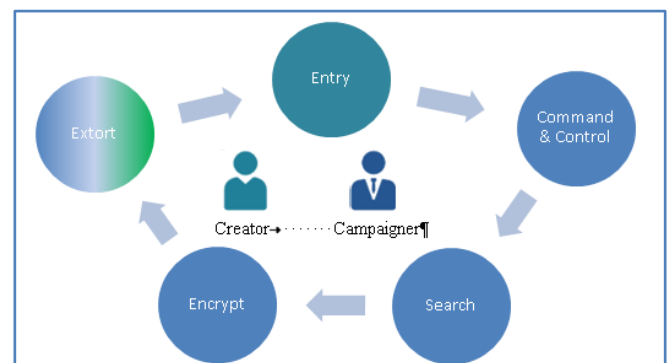 Entry
Command
& Control
Search
Encrypt
Extort
Creator→·······Campaigner¶